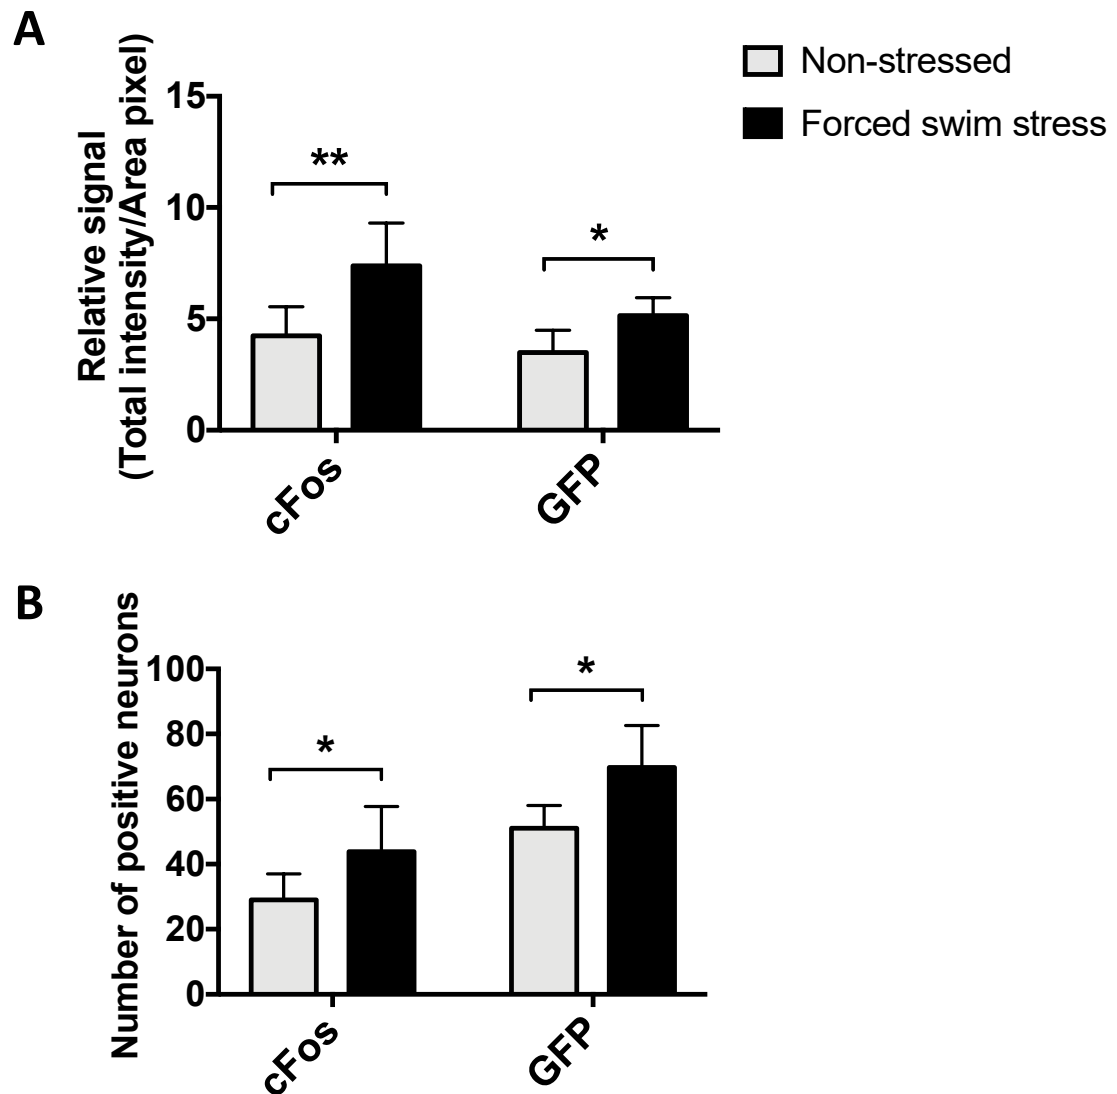 A
Non-stressed
Forced swim stress
Relative signal
(Total intensity/Area pixel)
15
10
5
0
**
*
cFos
GFP
B
Number of positive neurons
100
80
60
40
20
0
*
*
cFos
GFP